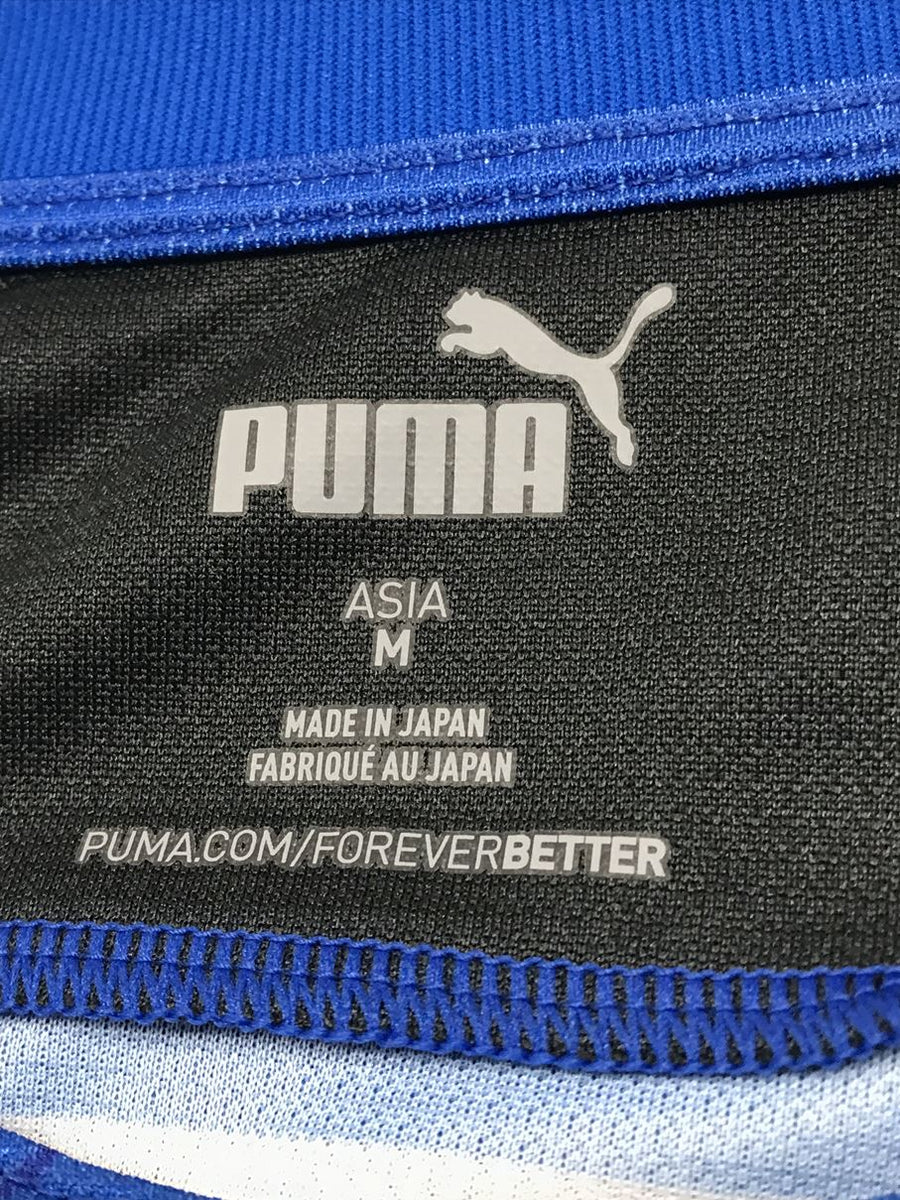 PUMA
ASIA
M
MADE IN JAPAN
FABRIQUÉ AU JAPAN
PUMA.COM/FOREVERBETTER